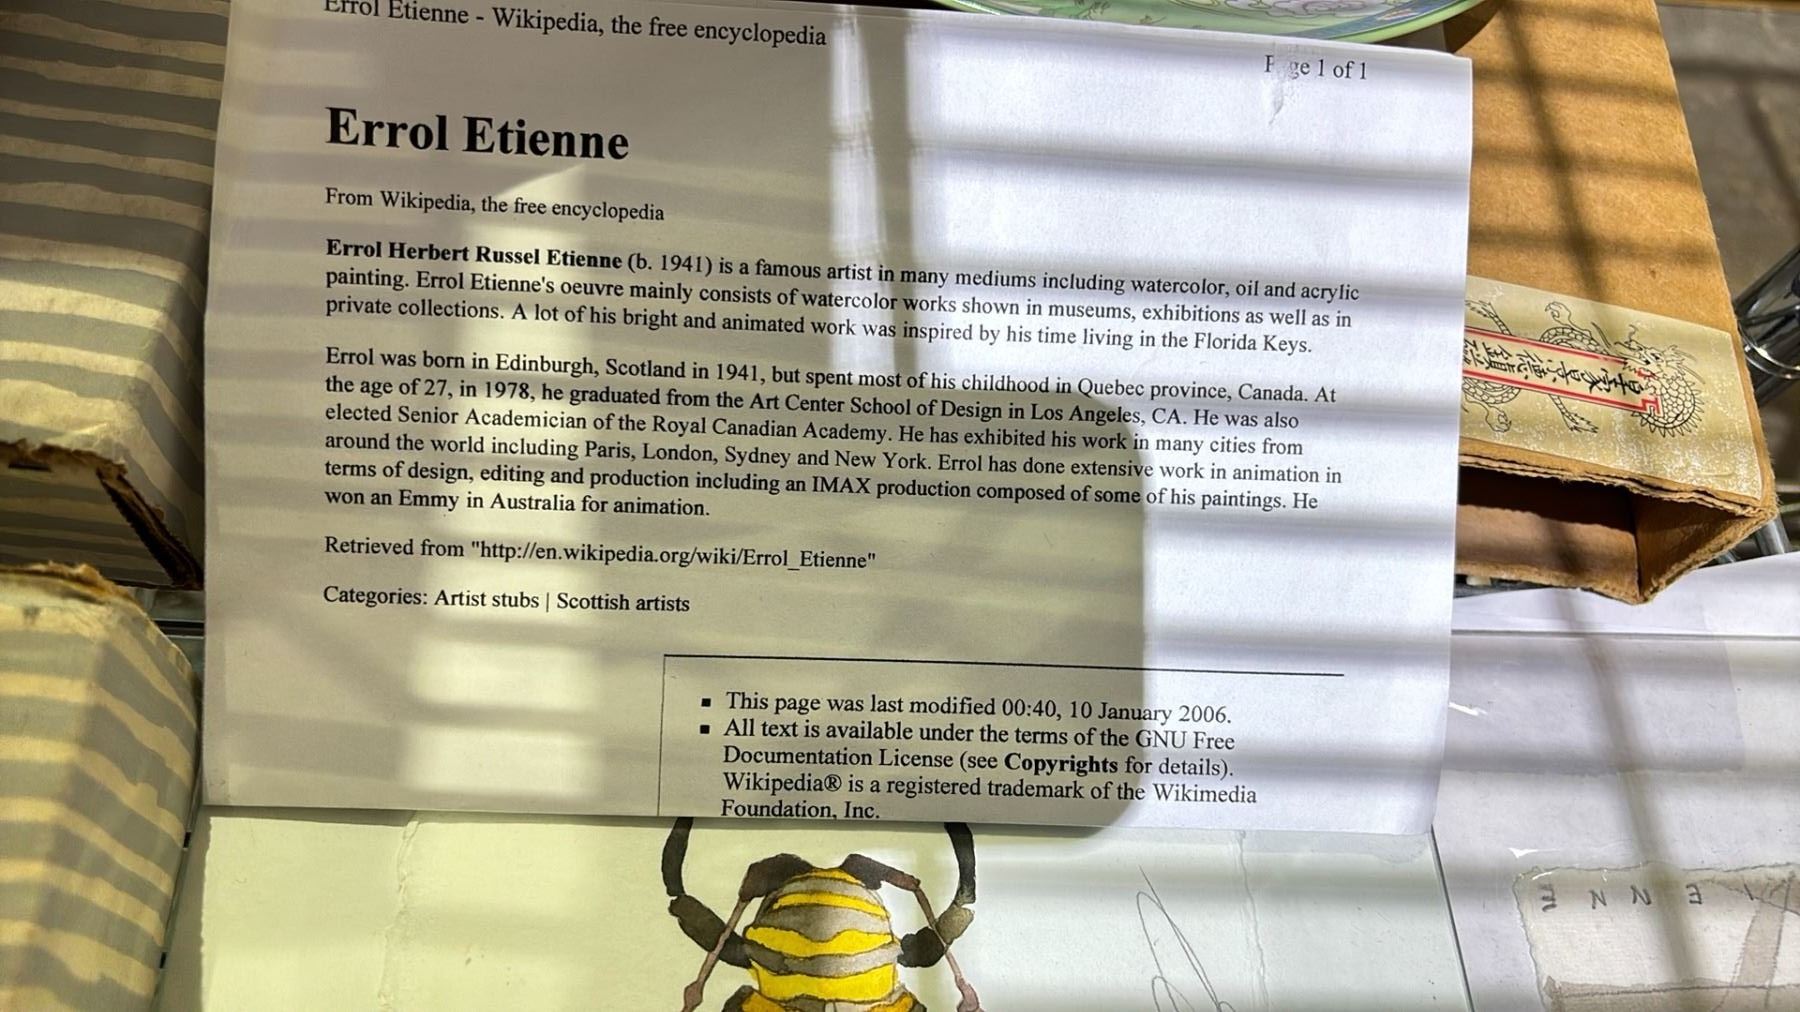 Errol Etienne - Wikipedia, the free encyclopedia
1 of 1
Errol Etienne
From Wikipedia, the free encyclopedia
Errol Herbert Russel Etienne (b. 1941) is a famous artist in many mediums including watercolor, oil and acrylic
painting. Errol Etienne's oeuvre mainly consists of watercolor works shown in museums, exhibitions as well as in
private collections. A lot of his bright and animated work was inspired by his time living in the Florida Keys.
Errol was born in Edinburgh, Scotland in 1941, but spent most of his childhood in Quebec province, Canada. At
the age of 27, in 1978, he graduated from the Art Center School of Design in Los Angeles, CA. He was also
elected Senior Academician of the Royal Canadian Academy. He has exhibited his work in many cities from
around the world including Paris, London, Sydney and New York. Errol has done extensive work in animation in
terms of design, editing and production including an IMAX production composed of some of his paintings. He
won an Emmy in Australia for animation.
Retrieved from "http://en.wikipedia.org/wiki/Errol_Etienne"
Categories: Artist stubs | Scottish artists
▪ This page was last modified 00:40, 10 January 2006.
▪ All text is available under the terms of the GNU Free
Documentation License (see Copyrights for details).
Wikipedia® is a registered trademark of the Wikimedia
Foundation, Inc.